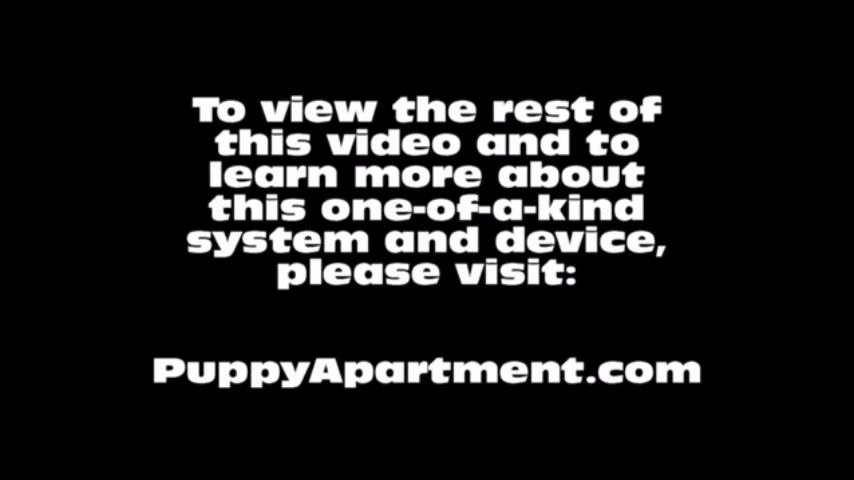 To view the rest of
this video and to
learn more about
this one-of-a-kind
system and device,
please visit:
PuppyApartment.com